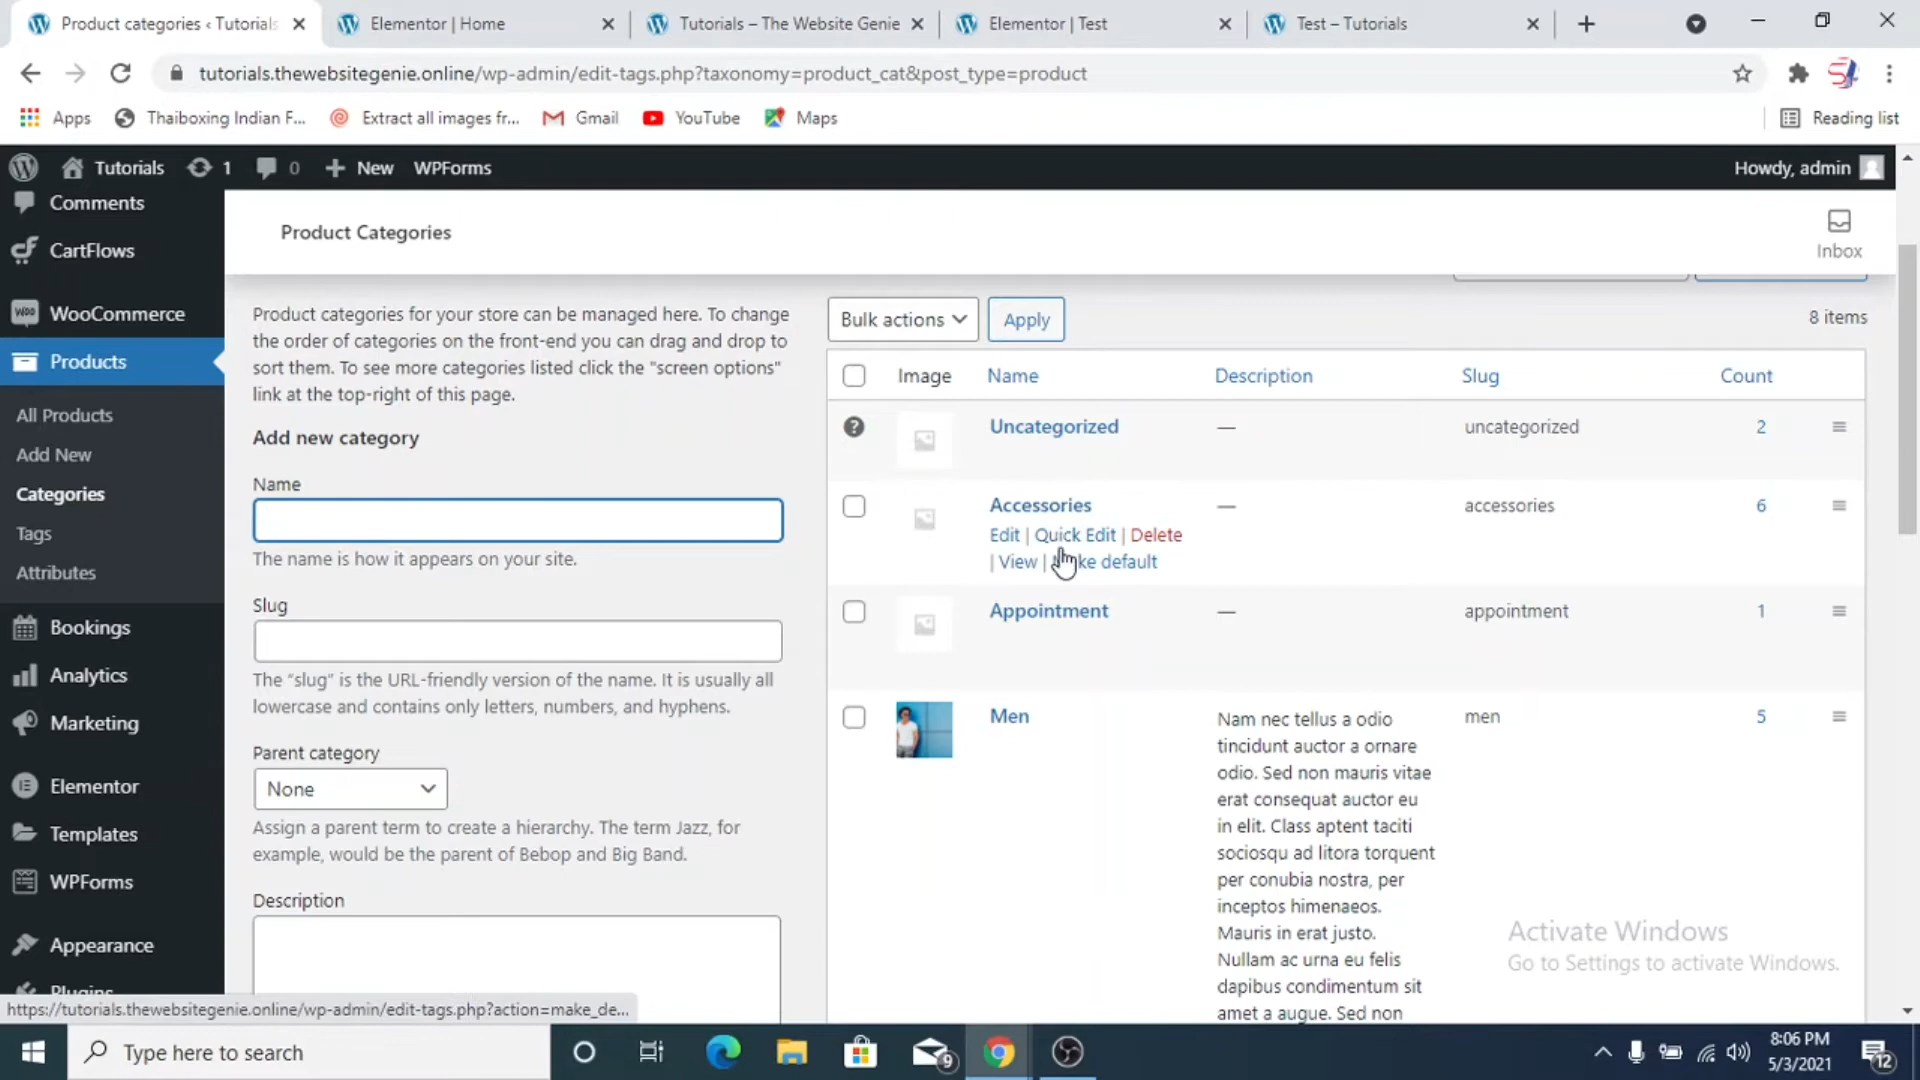 Product categories ‹ Tutorials
Elementor | Home
Tutorials – The Website Genie
Elementor | Test
Test – Tutorials
tutorials.thewebsitegenie.online/wp-admin/edit-tags.php?taxonomy=product_cat&post_type=product
Apps
Thaiboxing Indian F...
Extract all images fr...
Gmail
YouTube
Maps
Reading list
Tutorials
1
0
New
WPForms
Howdy, admin
Comments
CartFlows
WooCommerce
Products
All Products
Add New
Categories
Tags
Attributes
Bookings
Analytics
Marketing
Elementor
Templates
WPForms
Appearance
Plugins
Product Categories
Inbox
Product categories for your store can be managed here. To change
the order of categories on the front-end you can drag and drop to
sort them. To see more categories listed click the "screen options"
link at the top-right of this page.
Add new category
Name
The name is how it appears on your site.
Slug
The “slug” is the URL-friendly version of the name. It is usually all
lowercase and contains only letters, numbers, and hyphens.
Parent category
None
Assign a parent term to create a hierarchy. The term Jazz, for
example, would be the parent of Bebop and Big Band.
Description
Bulk actions
Apply
8 items
Image Name Description Slug Count
Uncategorized — uncategorized 2
Accessories — accessories 6
Edit | Quick Edit | Delete
| View | ke default
Appointment — appointment 1
Men men 5
Nam nec tellus a odio
tincidunt auctor a ornare
odio. Sed non mauris vitae
erat consequat auctor eu
in elit. Class aptent taciti
sociosqu ad litora torquent
per conubia nostra, per
inceptos himenaeos.
Mauris in erat justo.
Nullam ac urna eu felis
dapibus condimentum sit
amet a augue. Sed non
Activate Windows
Go to Settings to activate Windows.
https://tutorials.thewebsitegenie.online/wp-admin/edit-tags.php?action=make_de...
Type here to search
9
8:06 PM
5/3/2021
12